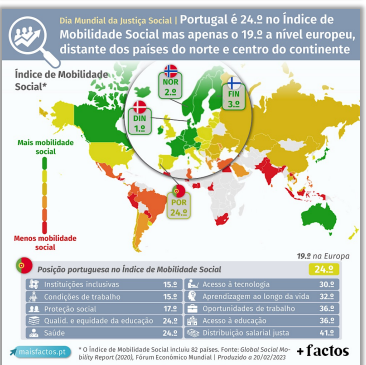 Dia Mundial da Justiça Social | Portugal é 24.º no Índice de
Mobilidade Social mas apenas o 19.º a nível europeu,
distante dos países do norte e centro do continente
Índice de Mobilidade
Social*
NOR
2.º
FIN
3.º
DIN
1.º
Mais mobilidade
social
POR
24.º
Menos mobilidade
social
19.º na Europa
Posição portuguesa no Índice de Mobilidade Social 24.º
Instituições inclusivas 15.º
Acesso à tecnologia 30.º
Condições de trabalho 15.º
Aprendizagem ao longo da vida 32.º
Proteção social 17.º
Oportunidades de trabalho 36.º
Qualid. e equidade da educação 24.º
Acesso à educação 36.º
Saúde 24.º
Distribuição salarial justa 41.º
maisfactos.pt
* O Índice de Mobilidade Social incluiu 82 países. Fonte: Global Social Mo-
bility Report (2020), Fórum Económico Mundial | Produzido a 20/02/2023
+factos